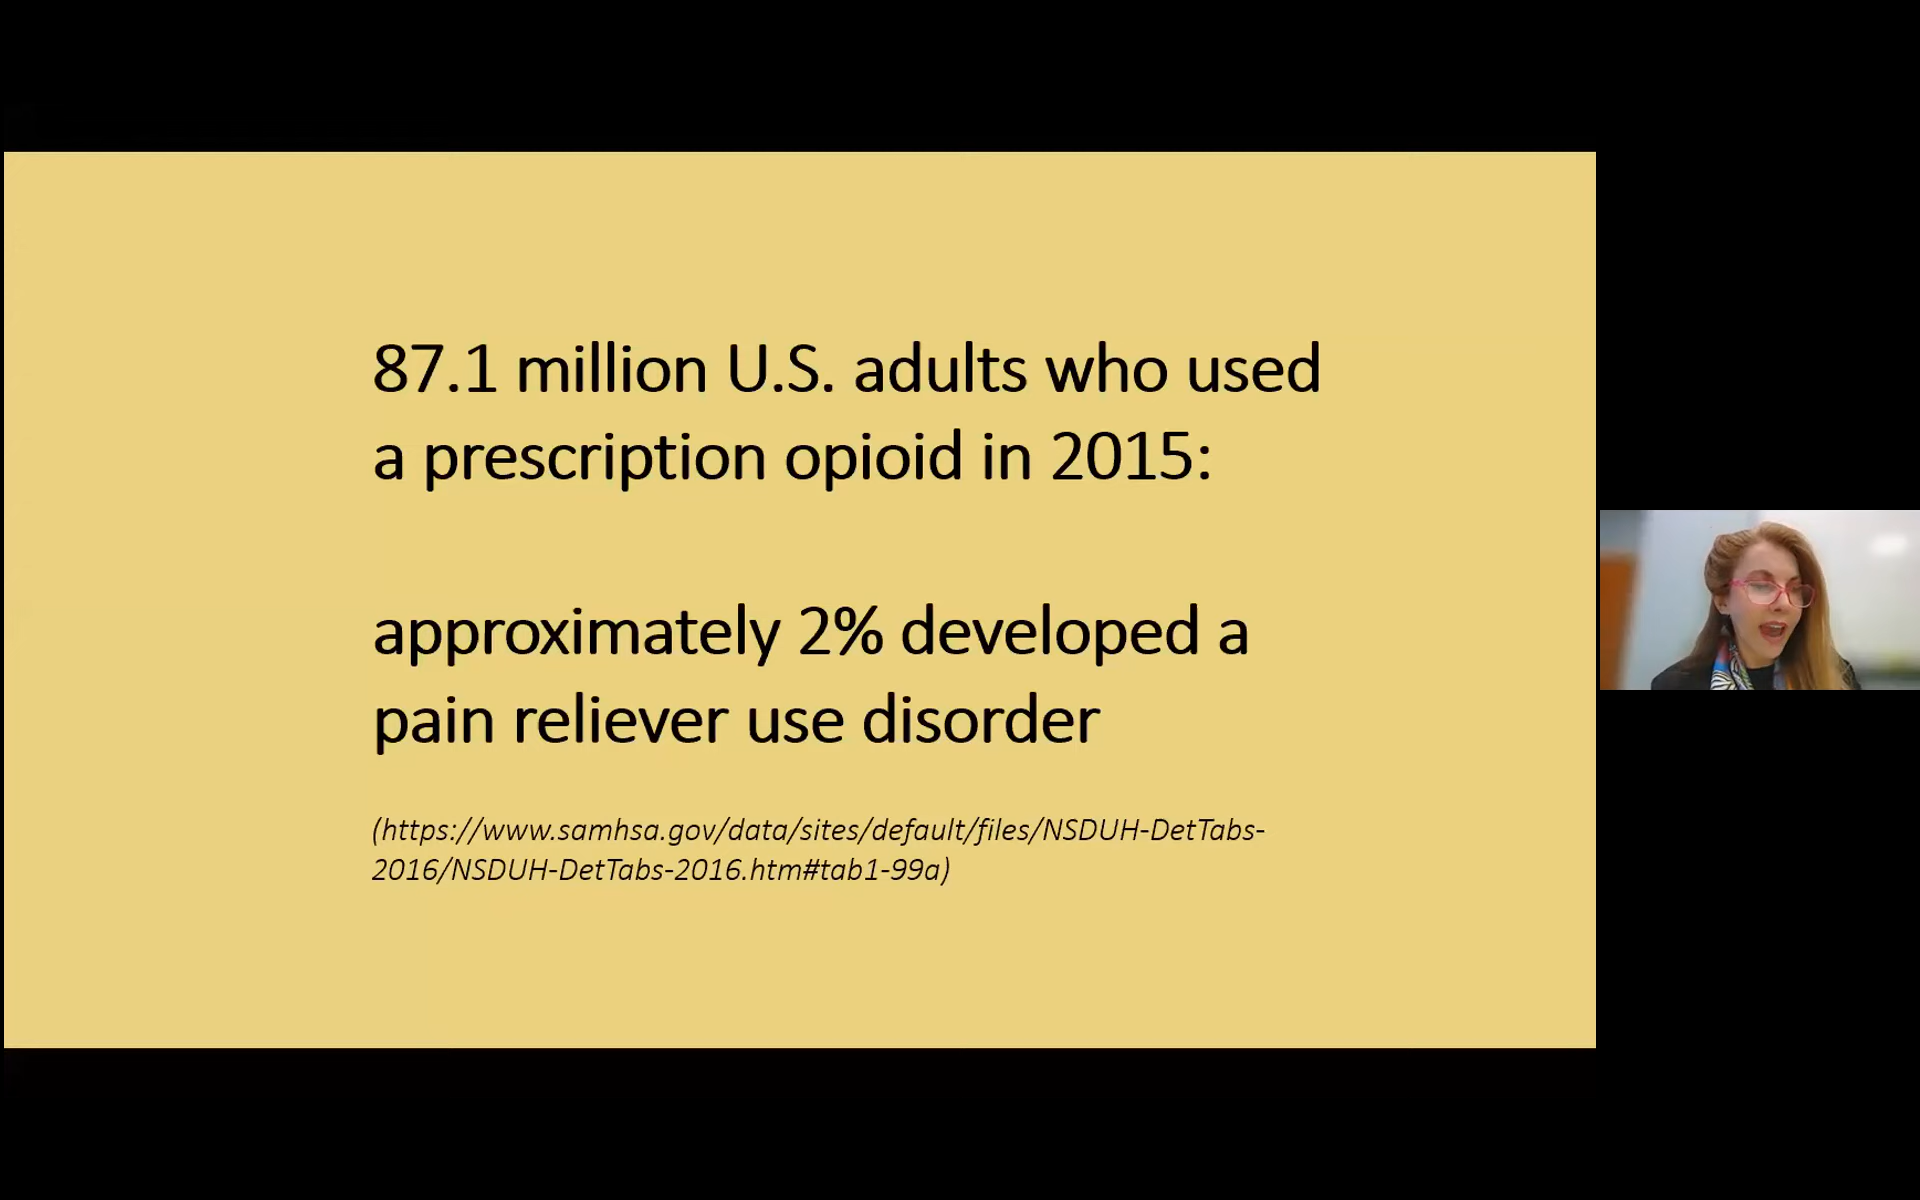 87.1 million U.S. adults who used
a prescription opioid in 2015:
approximately 2% developed a
pain reliever use disorder
(https://www.samhsa.gov/data/sites/default/files/NSDUH-DetTabs-
2016/NSDUH-DetTabs-2016.htm#tab1-99a)